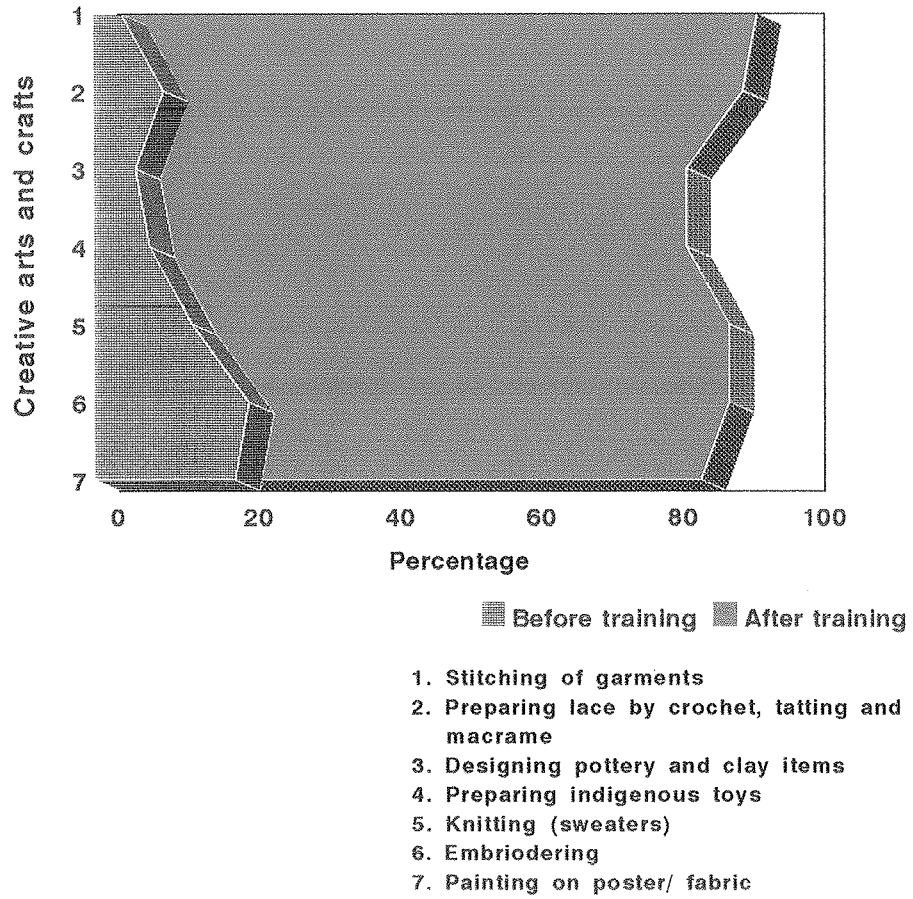 Creative arts and crafts
1
2
3
4
5
6
7
0 20 40 60 80 100
Percentage
Before training After training
1. Stitching of garments
2. Preparing lace by crochet, tatting and
macrame
3. Designing pottery and clay items
4. Preparing indigenous toys
5. Knitting (sweaters)
6. Embriodering
7. Painting on poster/ fabric